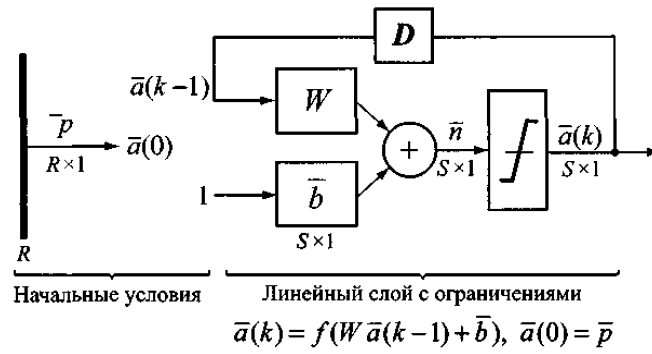 D
a̅(k−1)
W
p̅
R×1
a̅(0)
+
n̅
S×1
a̅(k)
S×1
1
b̅
S×1
R
Начальные условия
Линейный слой с ограничениями
a̅(k) = f(W a̅(k−1) + b̅), a̅(0) = p̅